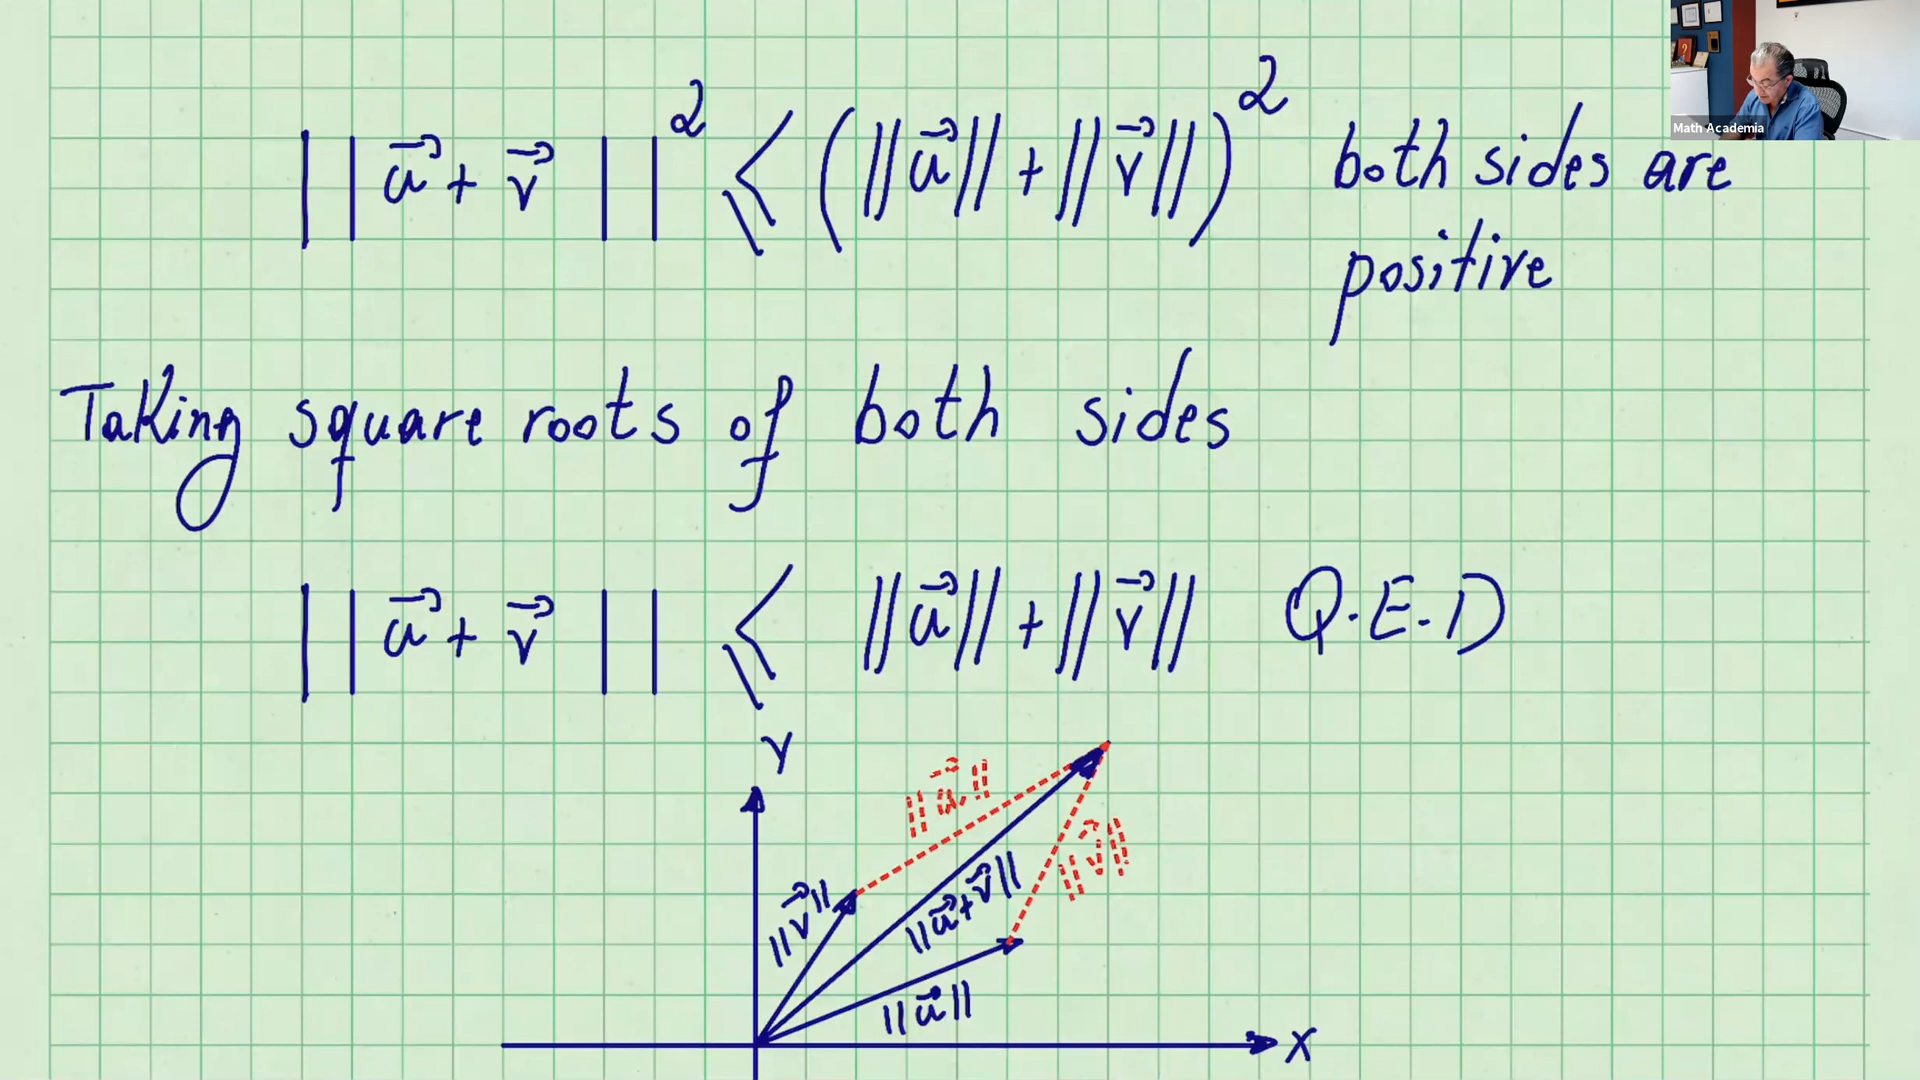 ||u⃗ + v⃗||² ⩽ (||u⃗|| + ||v⃗||)² both sides are
positive
Math Academia
Taking square roots of both sides
||u⃗ + v⃗|| ⩽ ||u⃗|| + ||v⃗|| Q.E.D
Y
||u⃗||
||v⃗||
||v⃗||
||u⃗+v⃗||
||u⃗||
X